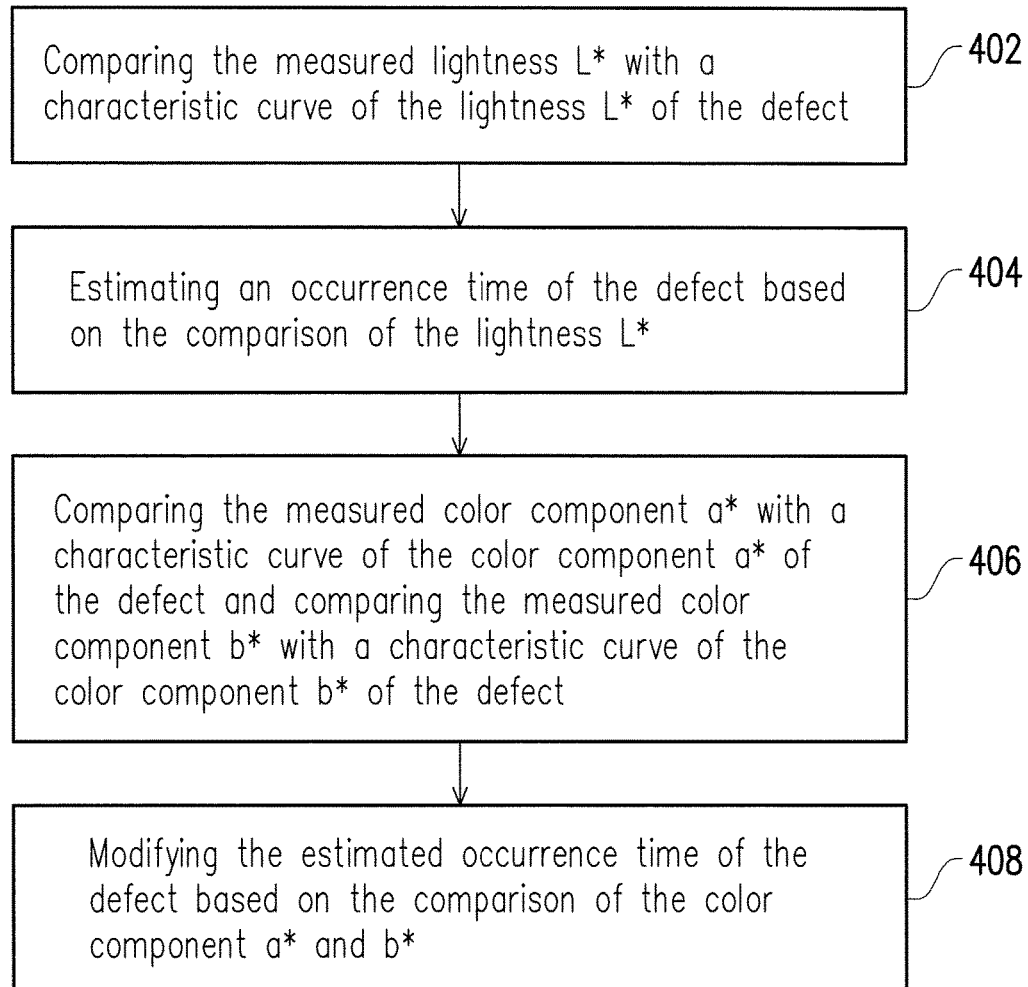 Comparing the measured lightness L* with a
characteristic curve of the lightness L* of the defect
402
Estimating an occurrence time of the defect based
on the comparison of the lightness L*
404
Comparing the measured color component a* with a
characteristic curve of the color component a* of
the defect and comparing the measured color
component b* with a characteristic curve of the
color component b* of the defect
406
Modifying the estimated occurrence time of the
defect based on the comparison of the color
component a* and b*
408